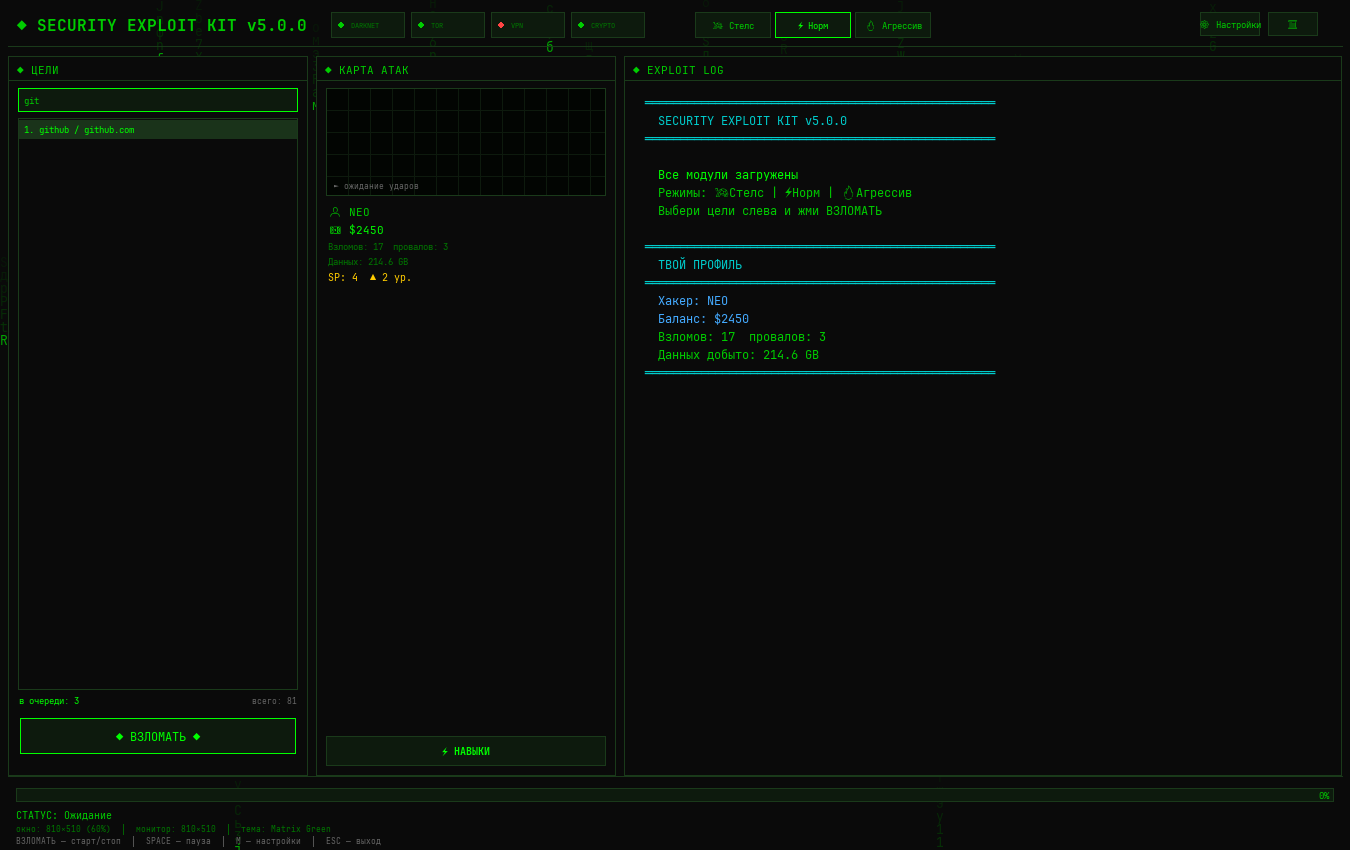 ◆ SECURITY EXPLOIT KIT v5.0.0
◆ DARKNET
◆ TOR
◆ VPN
◆ CRYPTO
Стелс
⚡Норм
Агрессив
Настройки
◆ ЦЕЛИ
git
1. github / github.com
в очереди: 3
всего: 81
◆ ВЗЛОМАТЬ ◆
◆ КАРТА АТАК
ожидание ударов
NEO
$2450
Взломов: 17 провалов: 3
Данных: 214.6 GB
SP: 4 ▲ 2 ур.
⚡ НАВЫКИ
◆ EXPLOIT LOG
SECURITY EXPLOIT KIT v5.0.0
Все модули загружены
Режимы: Стелс | ⚡Норм | Агрессив
Выбери цели слева и жми ВЗЛОМАТЬ
ТВОЙ ПРОФИЛЬ
Хакер: NEO
Баланс: $2450
Взломов: 17 провалов: 3
Данных добыто: 214.6 GB
0%
СТАТУС: Ожидание
окно: 810×510 (60%) | монитор: 810×510 | тема: Matrix Green
ВЗЛОМАТЬ — старт/стоп | SPACE — пауза | M — настройки | ESC — выход